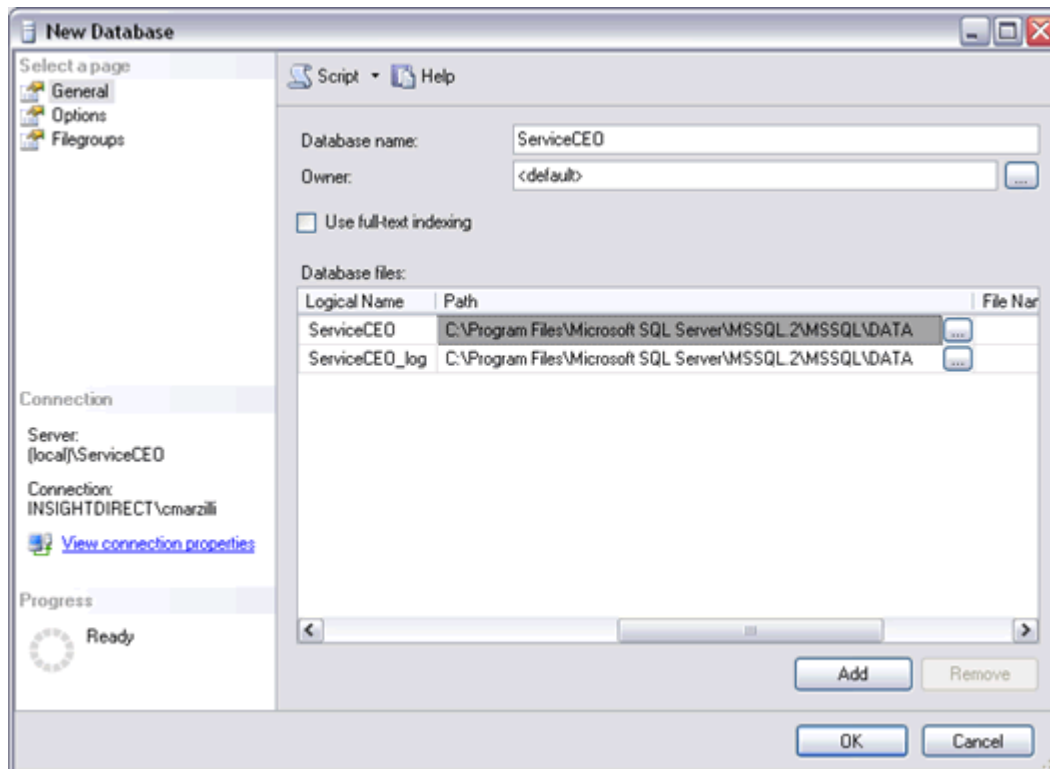 New Database
Select a page
General
Options
Filegroups
Script
Help
Database name:
ServiceCEO
Owner:
<default>
...
Use full-text indexing
Database files:
Logical Name Path File Nar
ServiceCEO C:\Program Files\Microsoft SQL Server\MSSQL.2\MSSQL\DATA ...
ServiceCEO_log C:\Program Files\Microsoft SQL Server\MSSQL.2\MSSQL\DATA ...
Connection
Server:
(local)\ServiceCEO
Connection:
INSIGHTDIRECT\cmarzilli
View connection properties
Progress
Ready
Add
Remove
OK
Cancel